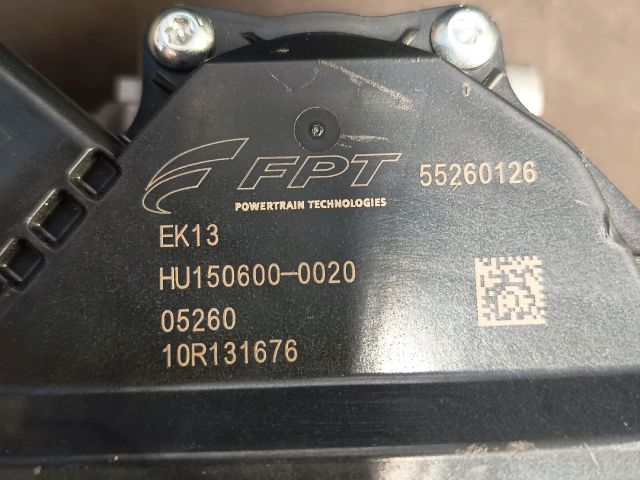 FPT 55260126
POWERTRAIN TECHNOLOGIES
EK13
HU150600-0020
05260
10R131676